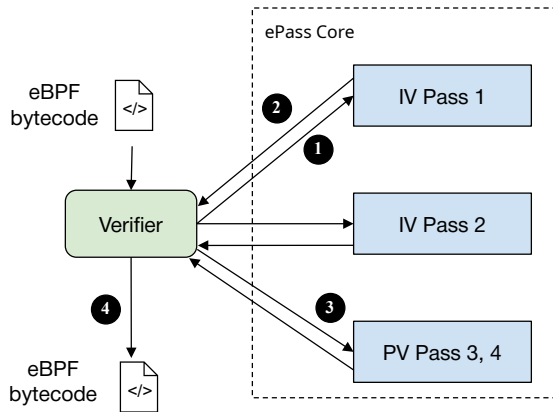 ePass Core
eBPF
bytecode
</>
2
1
IV Pass 1
Verifier
IV Pass 2
4
3
PV Pass 3, 4
eBPF
bytecode
</>